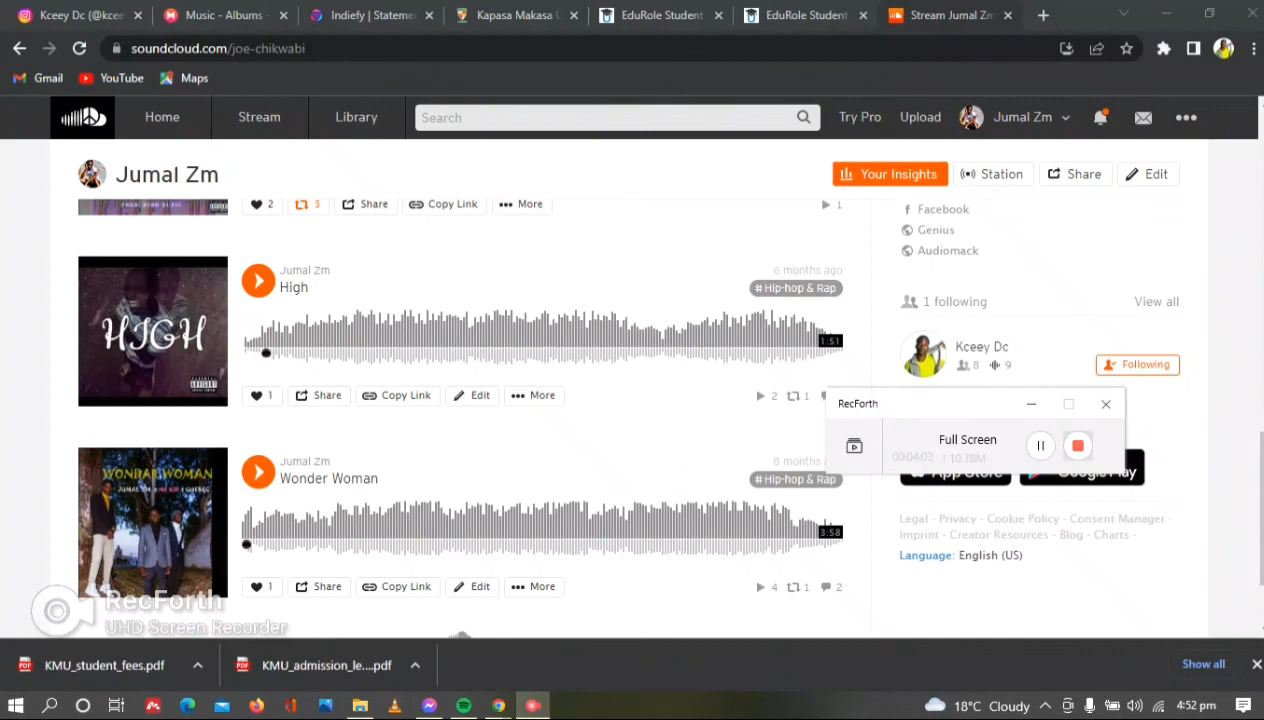 Kceey Dc (@kcee
Music - Albums -
Indiefy | Stateme
Kapasa Makasa U
EduRole Student
EduRole Student
Stream Jumal Zm
soundcloud.com/joe-chikwabi
Gmail
YouTube
Maps
Home
Stream
Library
Search
Try Pro
Upload
Jumal Zm
Jumal Zm
Your Insights
Station
Share
Edit
2
3
Share
Copy Link
More
1
Facebook
Genius
Audiomack
HIGH
Jumal Zm
High
6 months ago
# Hip-hop & Rap
1:51
1
Share
Copy Link
Edit
More
2
1
1 following
View all
Kceey Dc
8
9
Following
RecForth
Full Screen
00:04:03
110.78M
WONDAR WOMAN
Jumal Zm
Wonder Woman
8 months
# Hip-hop & Rap
3:58
1
Share
Copy Link
Edit
More
4
1
2
App Store
Google Play
Legal - Privacy - Cookie Policy - Consent Manager -
Imprint - Creator Resources - Blog - Charts -
Language: English (US)
RecForth
UHD Screen Recorder
KMU_student_fees.pdf
KMU_admission_le....pdf
Show all
18°C Cloudy
4:52 pm